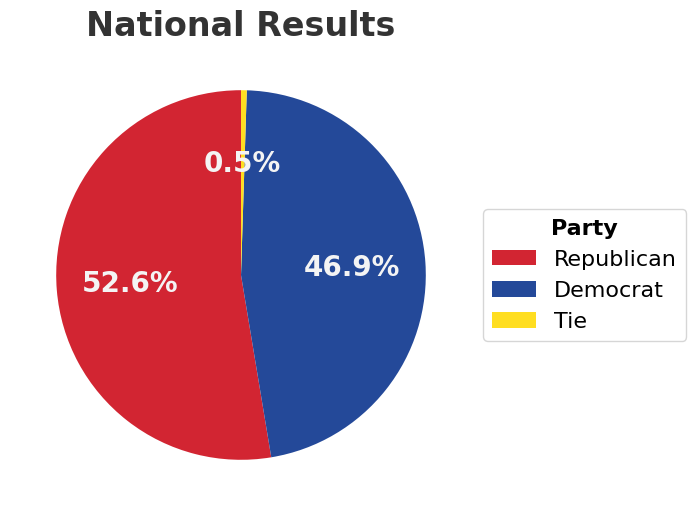 National Results
0.5%
52.6%
46.9%
Party
Republican
Democrat
Tie